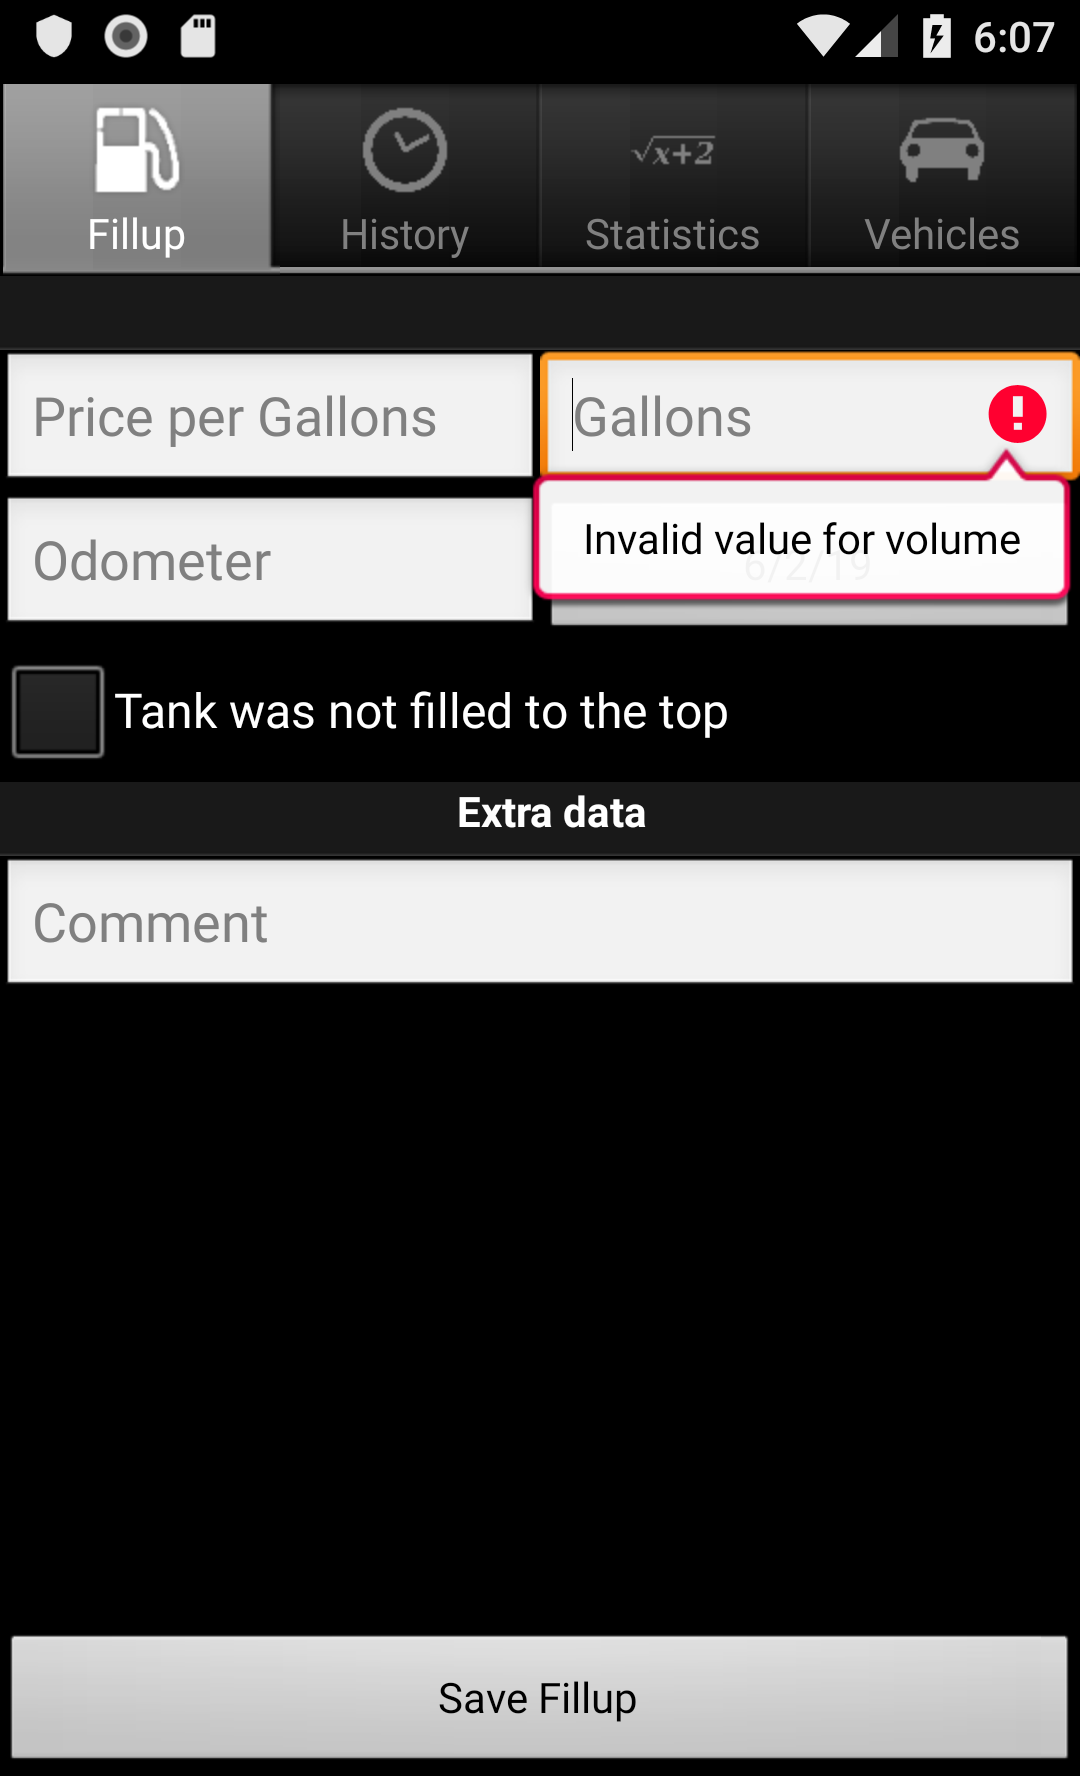 6:07
Fillup
History
√x+2
Statistics
Vehicles
Price per Gallons
Gallons
Odometer
Invalid value for volume
6/2/19
Tank was not filled to the top
Extra data
Comment
Save Fillup